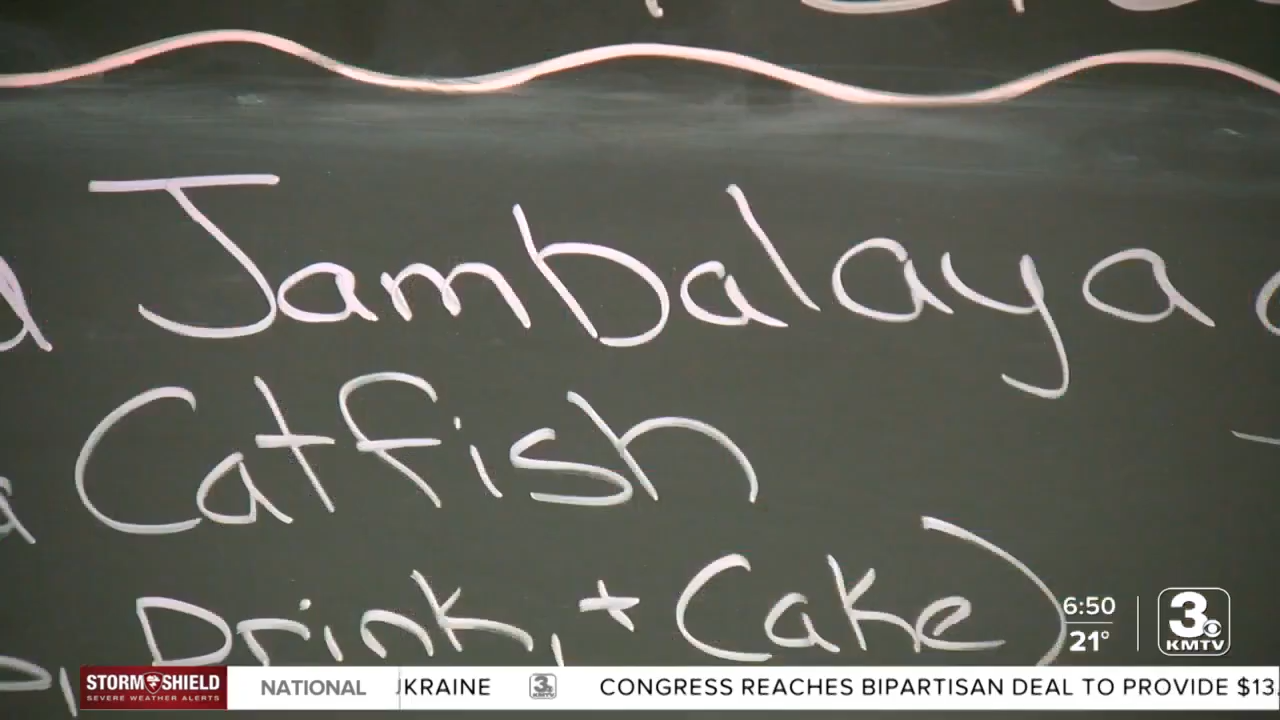 Jambalaya
Catfish
Drink, + Cake)
6:50
21°
3
KMTV
STORM SHIELD
SEVERE WEATHER ALERTS
NATIONAL
KRAINE
3
CONGRESS REACHES BIPARTISAN DEAL TO PROVIDE $13.